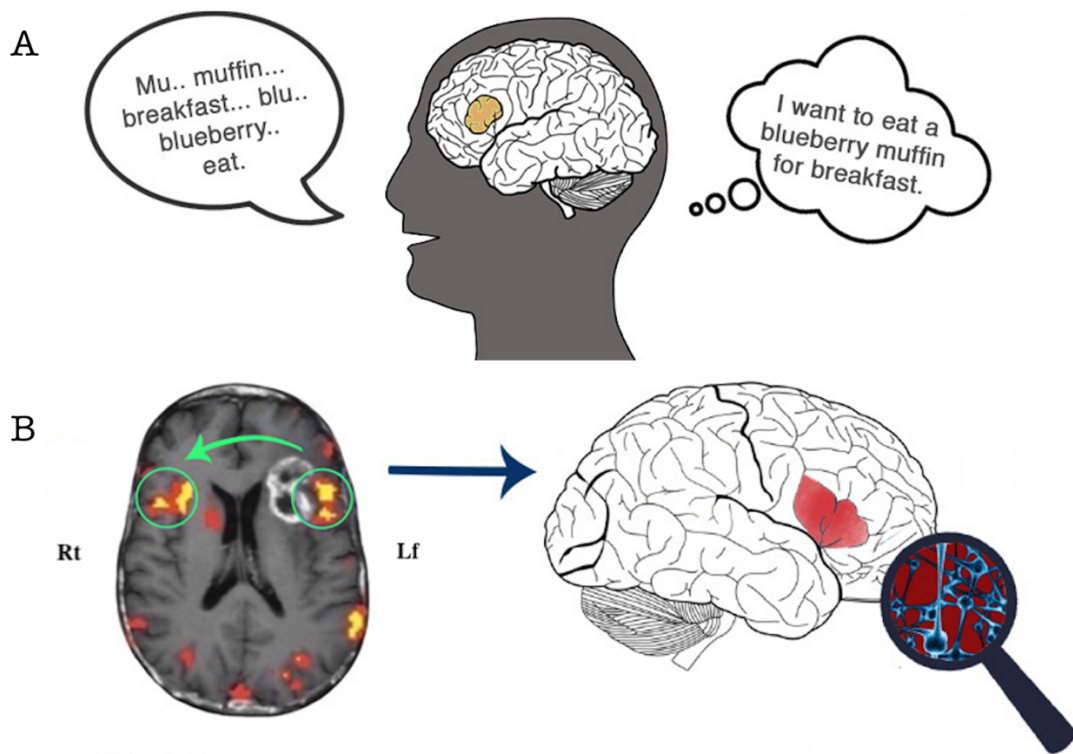 A
Mu.. muffin...
breakfast... blu..
blueberry..
eat.
I want to eat a
blueberry muffin
for breakfast.
B
Rt
Lf